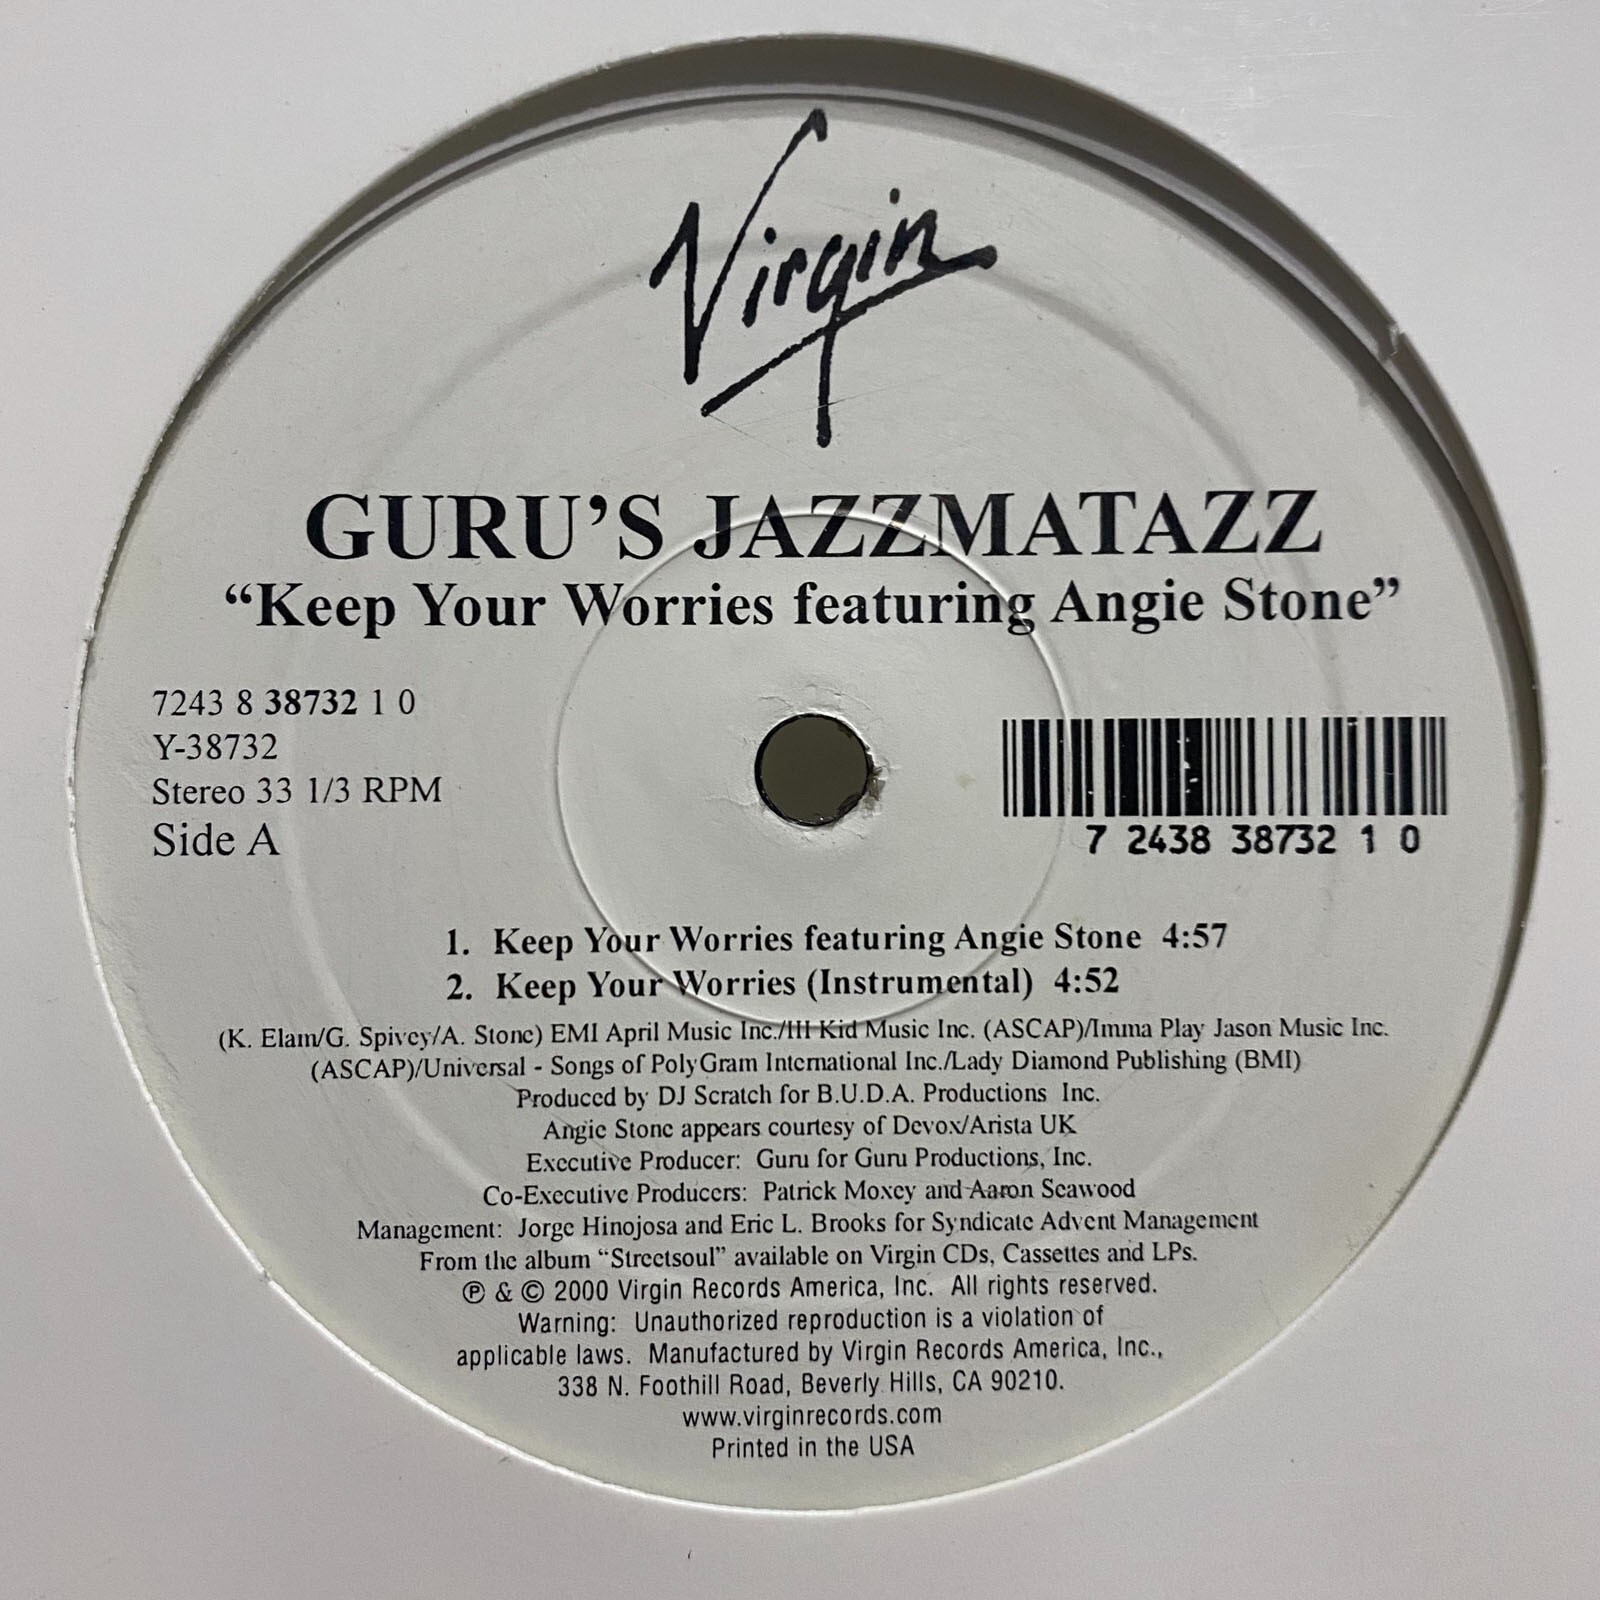 Virgin
GURU'S JAZZMATAZZ
“Keep Your Worries featuring Angie Stone”
7243 8 38732 1 0
Y-38732
Stereo 33 1/3 RPM
Side A
7 2438 38732 1 0
1. Keep Your Worries featuring Angie Stone 4:57
2. Keep Your Worries (Instrumental) 4:52
(K. Elam/G. Spivey/A. Stone) EMI April Music Inc./Ill Kid Music Inc. (ASCAP)/Imma Play Jason Music Inc.
(ASCAP)/Universal - Songs of PolyGram International Inc./Lady Diamond Publishing (BMI)
Produced by DJ Scratch for B.U.D.A. Productions Inc.
Angie Stone appears courtesy of Devox/Arista UK
Executive Producer: Guru for Guru Productions, Inc.
Co-Executive Producers: Patrick Moxey and Aaron Seawood
Management: Jorge Hinojosa and Eric L. Brooks for Syndicate Advent Management
From the album “Streetsoul” available on Virgin CDs, Cassettes and LPs.
℗ & © 2000 Virgin Records America, Inc. All rights reserved.
Warning: Unauthorized reproduction is a violation of
applicable laws. Manufactured by Virgin Records America, Inc.,
338 N. Foothill Road, Beverly Hills, CA 90210.
www.virginrecords.com
Printed in the USA